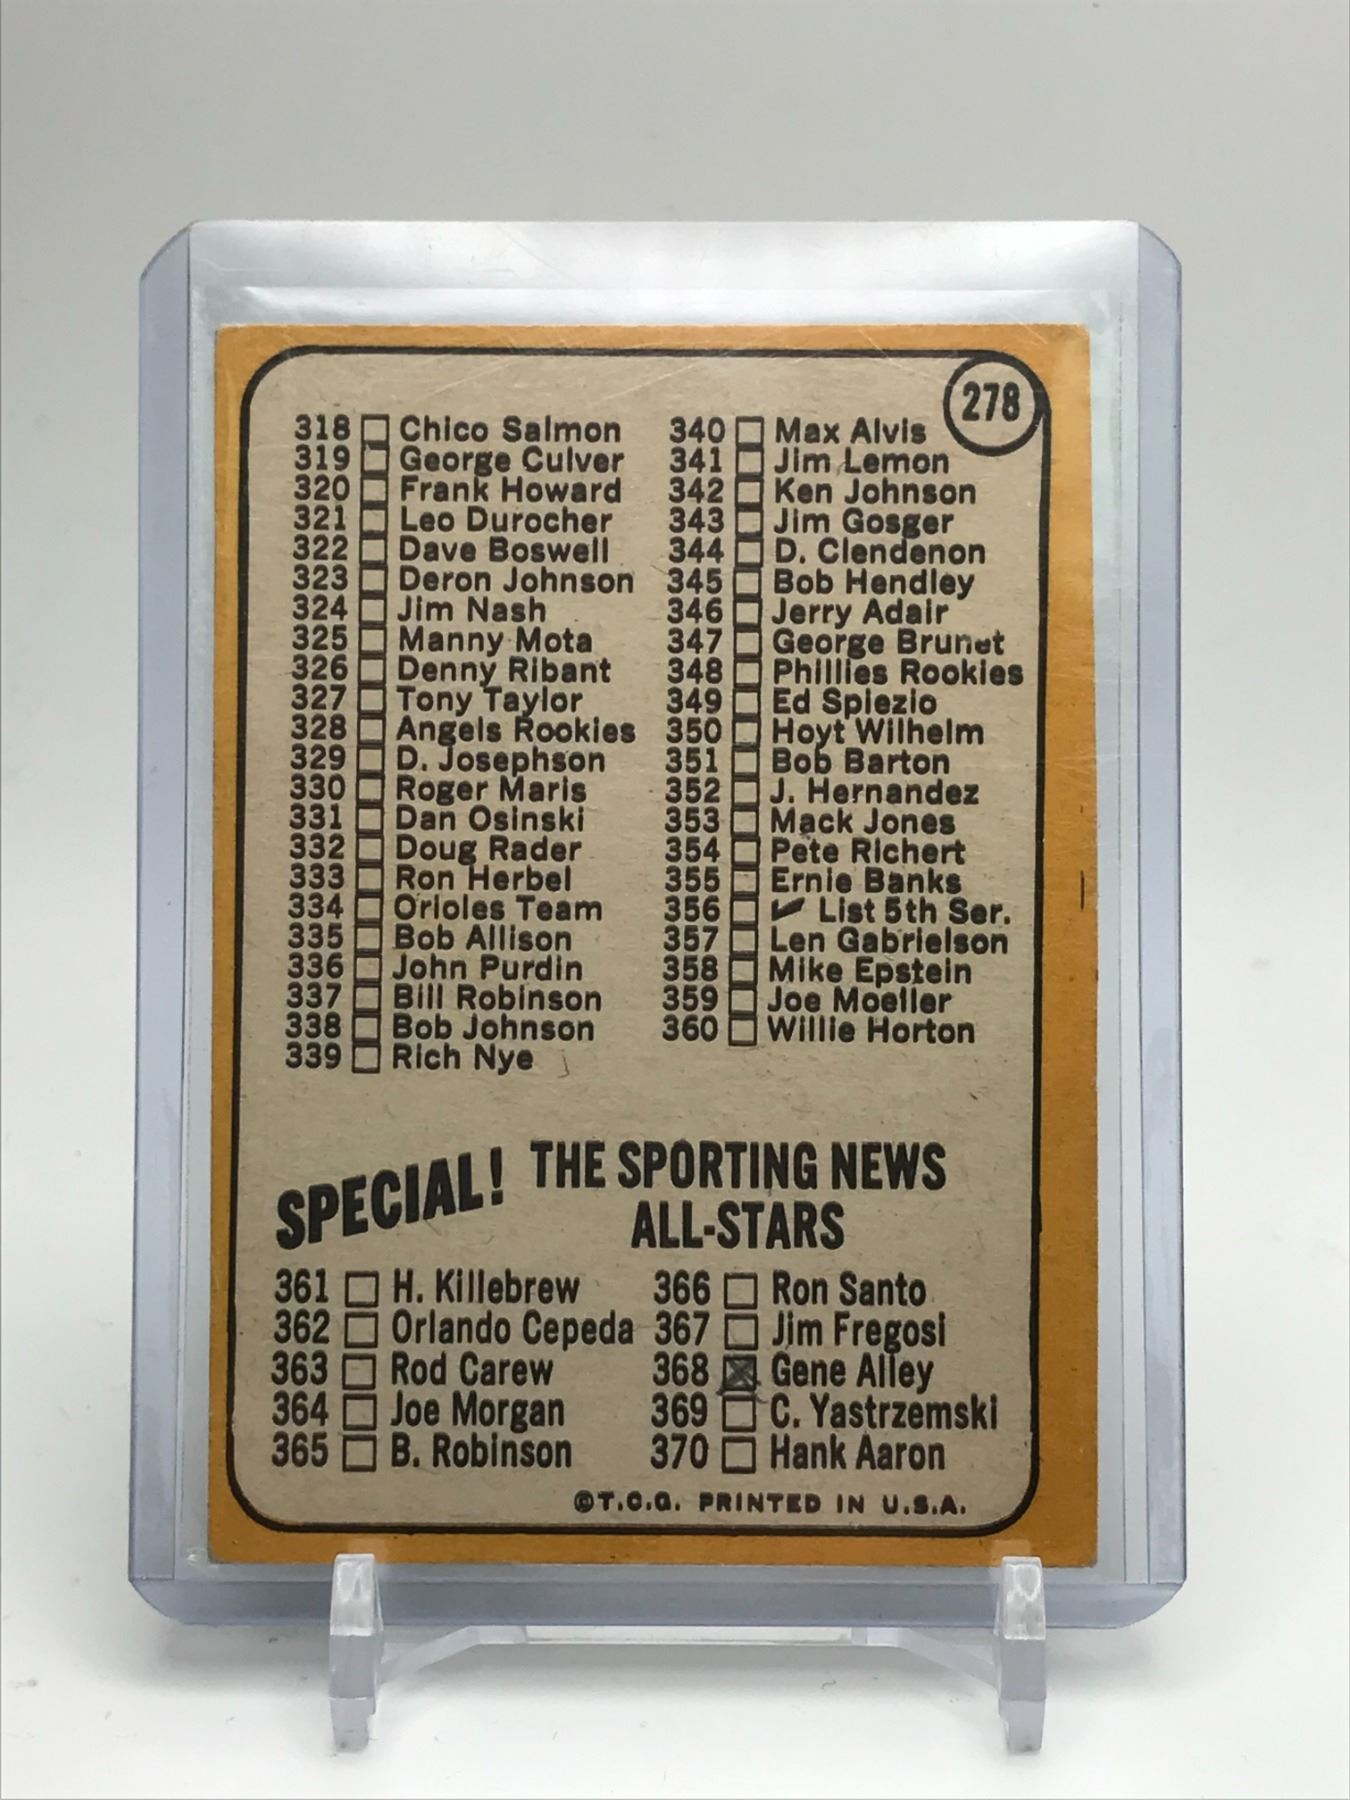 278
318 Chico Salmon
319 George Culver
320 Frank Howard
321 Leo Durocher
322 Dave Boswell
323 Deron Johnson
324 Jim Nash
325 Manny Mota
326 Denny Ribant
327 Tony Taylor
328 Angels Rookies
329 D. Josephson
330 Roger Maris
331 Dan Osinski
332 Doug Rader
333 Ron Herbel
334 Orioles Team
335 Bob Allison
336 John Purdin
337 Bill Robinson
338 Bob Johnson
339 Rich Nye
340 Max Alvis
341 Jim Lemon
342 Ken Johnson
343 Jim Gosger
344 D. Clendenon
345 Bob Hendley
346 Jerry Adair
347 George Brunet
348 Phillies Rookies
349 Ed Spiezio
350 Hoyt Wilhelm
351 Bob Barton
352 J. Hernandez
353 Mack Jones
354 Pete Richert
355 Ernie Banks
356 ✔ List 5th Ser.
357 Len Gabrielson
358 Mike Epstein
359 Joe Moeller
360 Willie Horton
SPECIAL! THE SPORTING NEWS
ALL-STARS
361 H. Killebrew
362 Orlando Cepeda
363 Rod Carew
364 Joe Morgan
365 B. Robinson
366 Ron Santo
367 Jim Fregosi
368 Gene Alley
369 C. Yastrzemski
370 Hank Aaron
©T.C.G. PRINTED IN U.S.A.